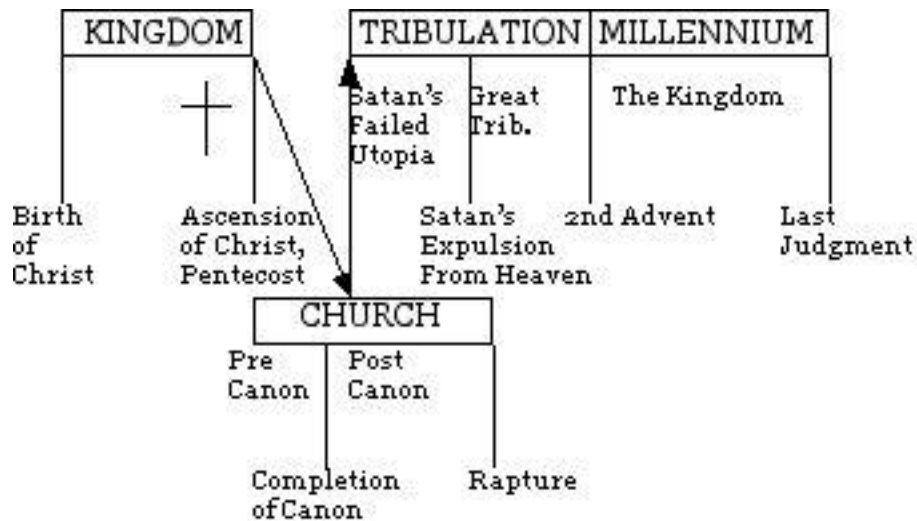 KINGDOM
TRIBULATION
MILLENNIUM
Satan's
Failed
Utopia
Great
Trib.
The Kingdom
Birth
of
Christ
Ascension
of Christ,
Pentecost
Satan's
Expulsion
From Heaven
2nd Advent
Last
Judgment
CHURCH
Pre
Canon
Post
Canon
Completion
of Canon
Rapture